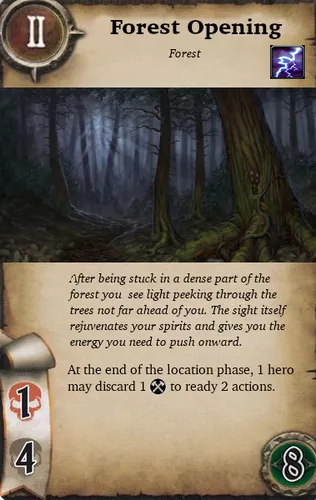 II
Forest Opening
Forest
After being stuck in a dense part of the
forest you see light peeking through the
trees not far ahead of you. The sight itself
rejuvenates your spirits and gives you the
energy you need to push onward.
At the end of the location phase, 1 hero
may discard 1 to ready 2 actions.
1
4
8